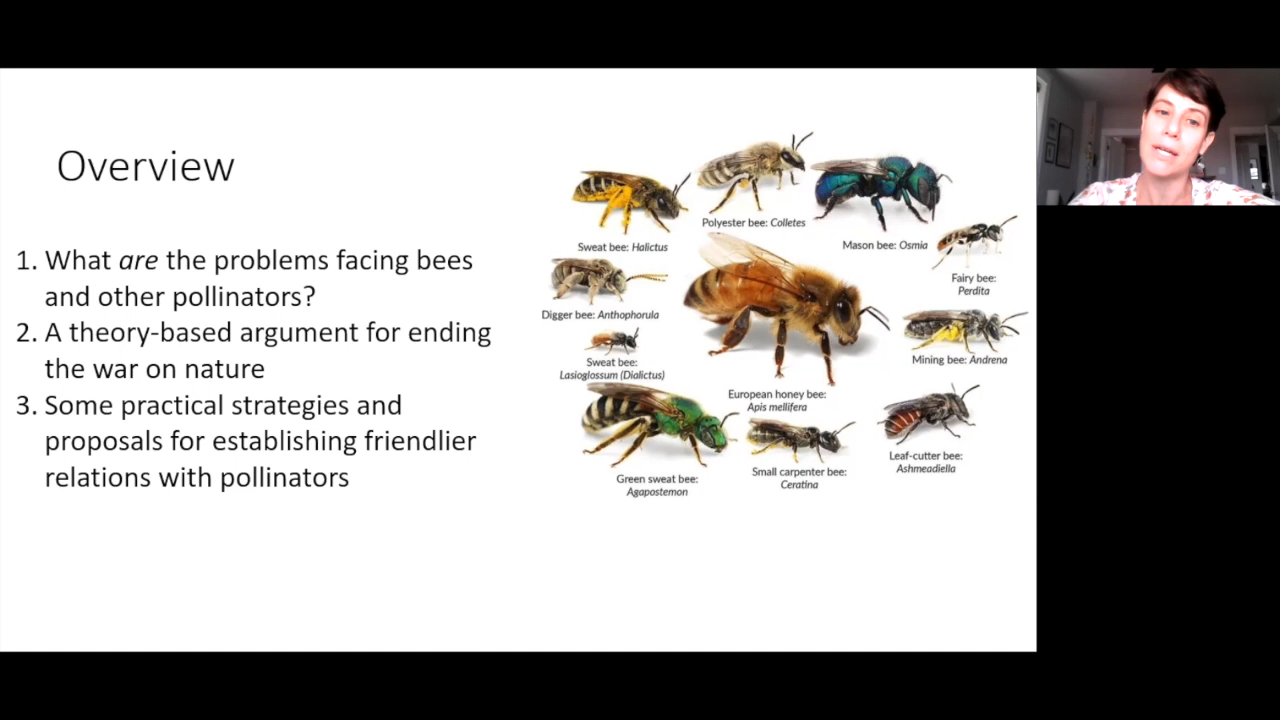 Overview
1. What are the problems facing bees
and other pollinators?
2. A theory-based argument for ending
the war on nature
3. Some practical strategies and
proposals for establishing friendlier
relations with pollinators
Polyester bee: Colletes
Sweat bee: Halictus
Mason bee: Osmia
Fairy bee:
Perdita
Digger bee: Anthophorula
Sweat bee:
Lasioglossum (Dialictus)
Mining bee: Andrena
European honey bee:
Apis mellifera
Leaf-cutter bee:
Ashmeadiella
Small carpenter bee:
Ceratina
Green sweat bee:
Agapostemon